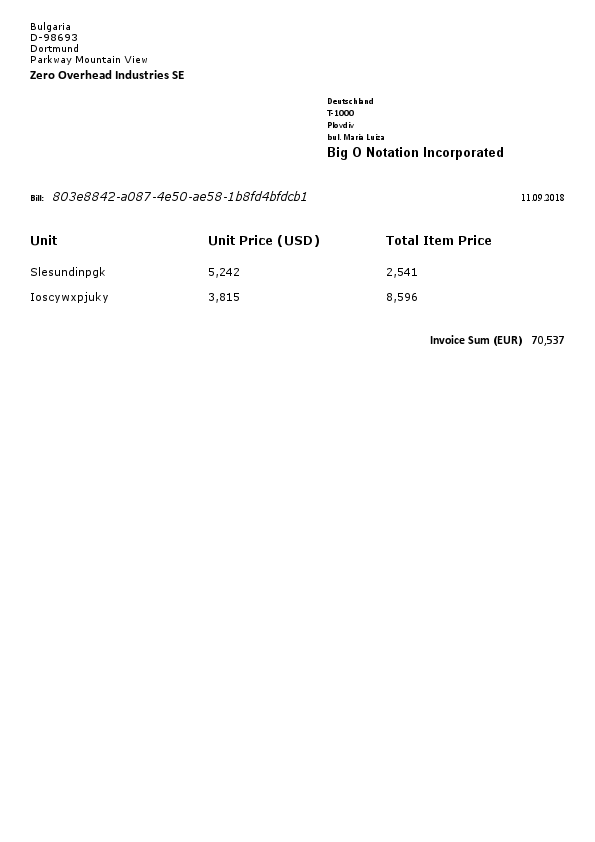 Bulgaria
D-98693
Dortmund
Parkway Mountain View
Zero Overhead Industries SE
Deutschland
T-1000
Plovdiv
bul. Maria Luiza
Big O Notation Incorporated
Bill: 803e8842-a087-4e50-ae58-1b8fd4bfdcb1 11.09.2018
Unit Unit Price (USD) Total Item Price
Slesundinpgk 5,242 2,541
Ioscywxpjuky 3,815 8,596
Invoice Sum (EUR) 70,537